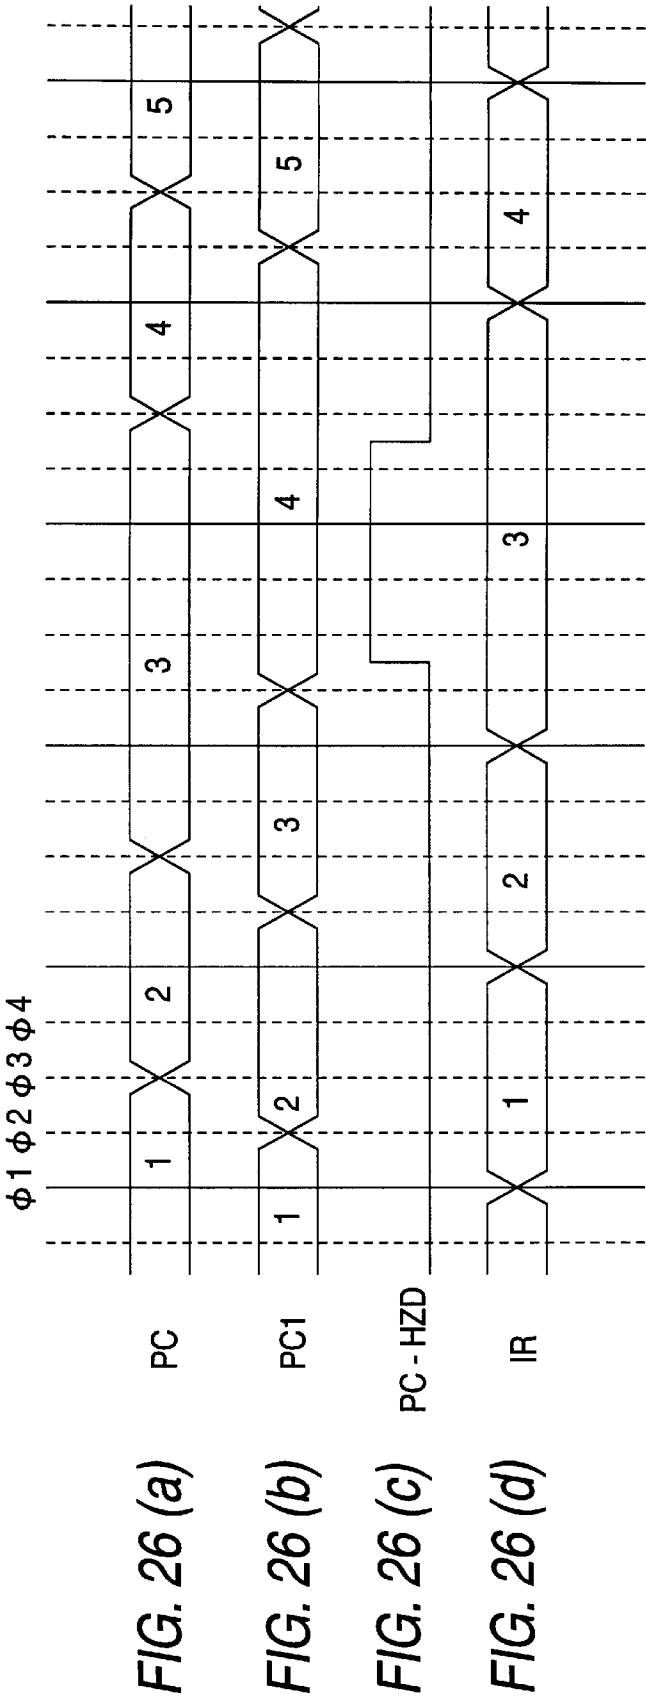 ϕ1 ϕ2 ϕ3 ϕ4
FIG. 26 (a) PC 1 2 3 4 5
FIG. 26 (b) PC1 1 2 3 4 5
FIG. 26 (c) PC - HZD
FIG. 26 (d) IR 1 2 3 4